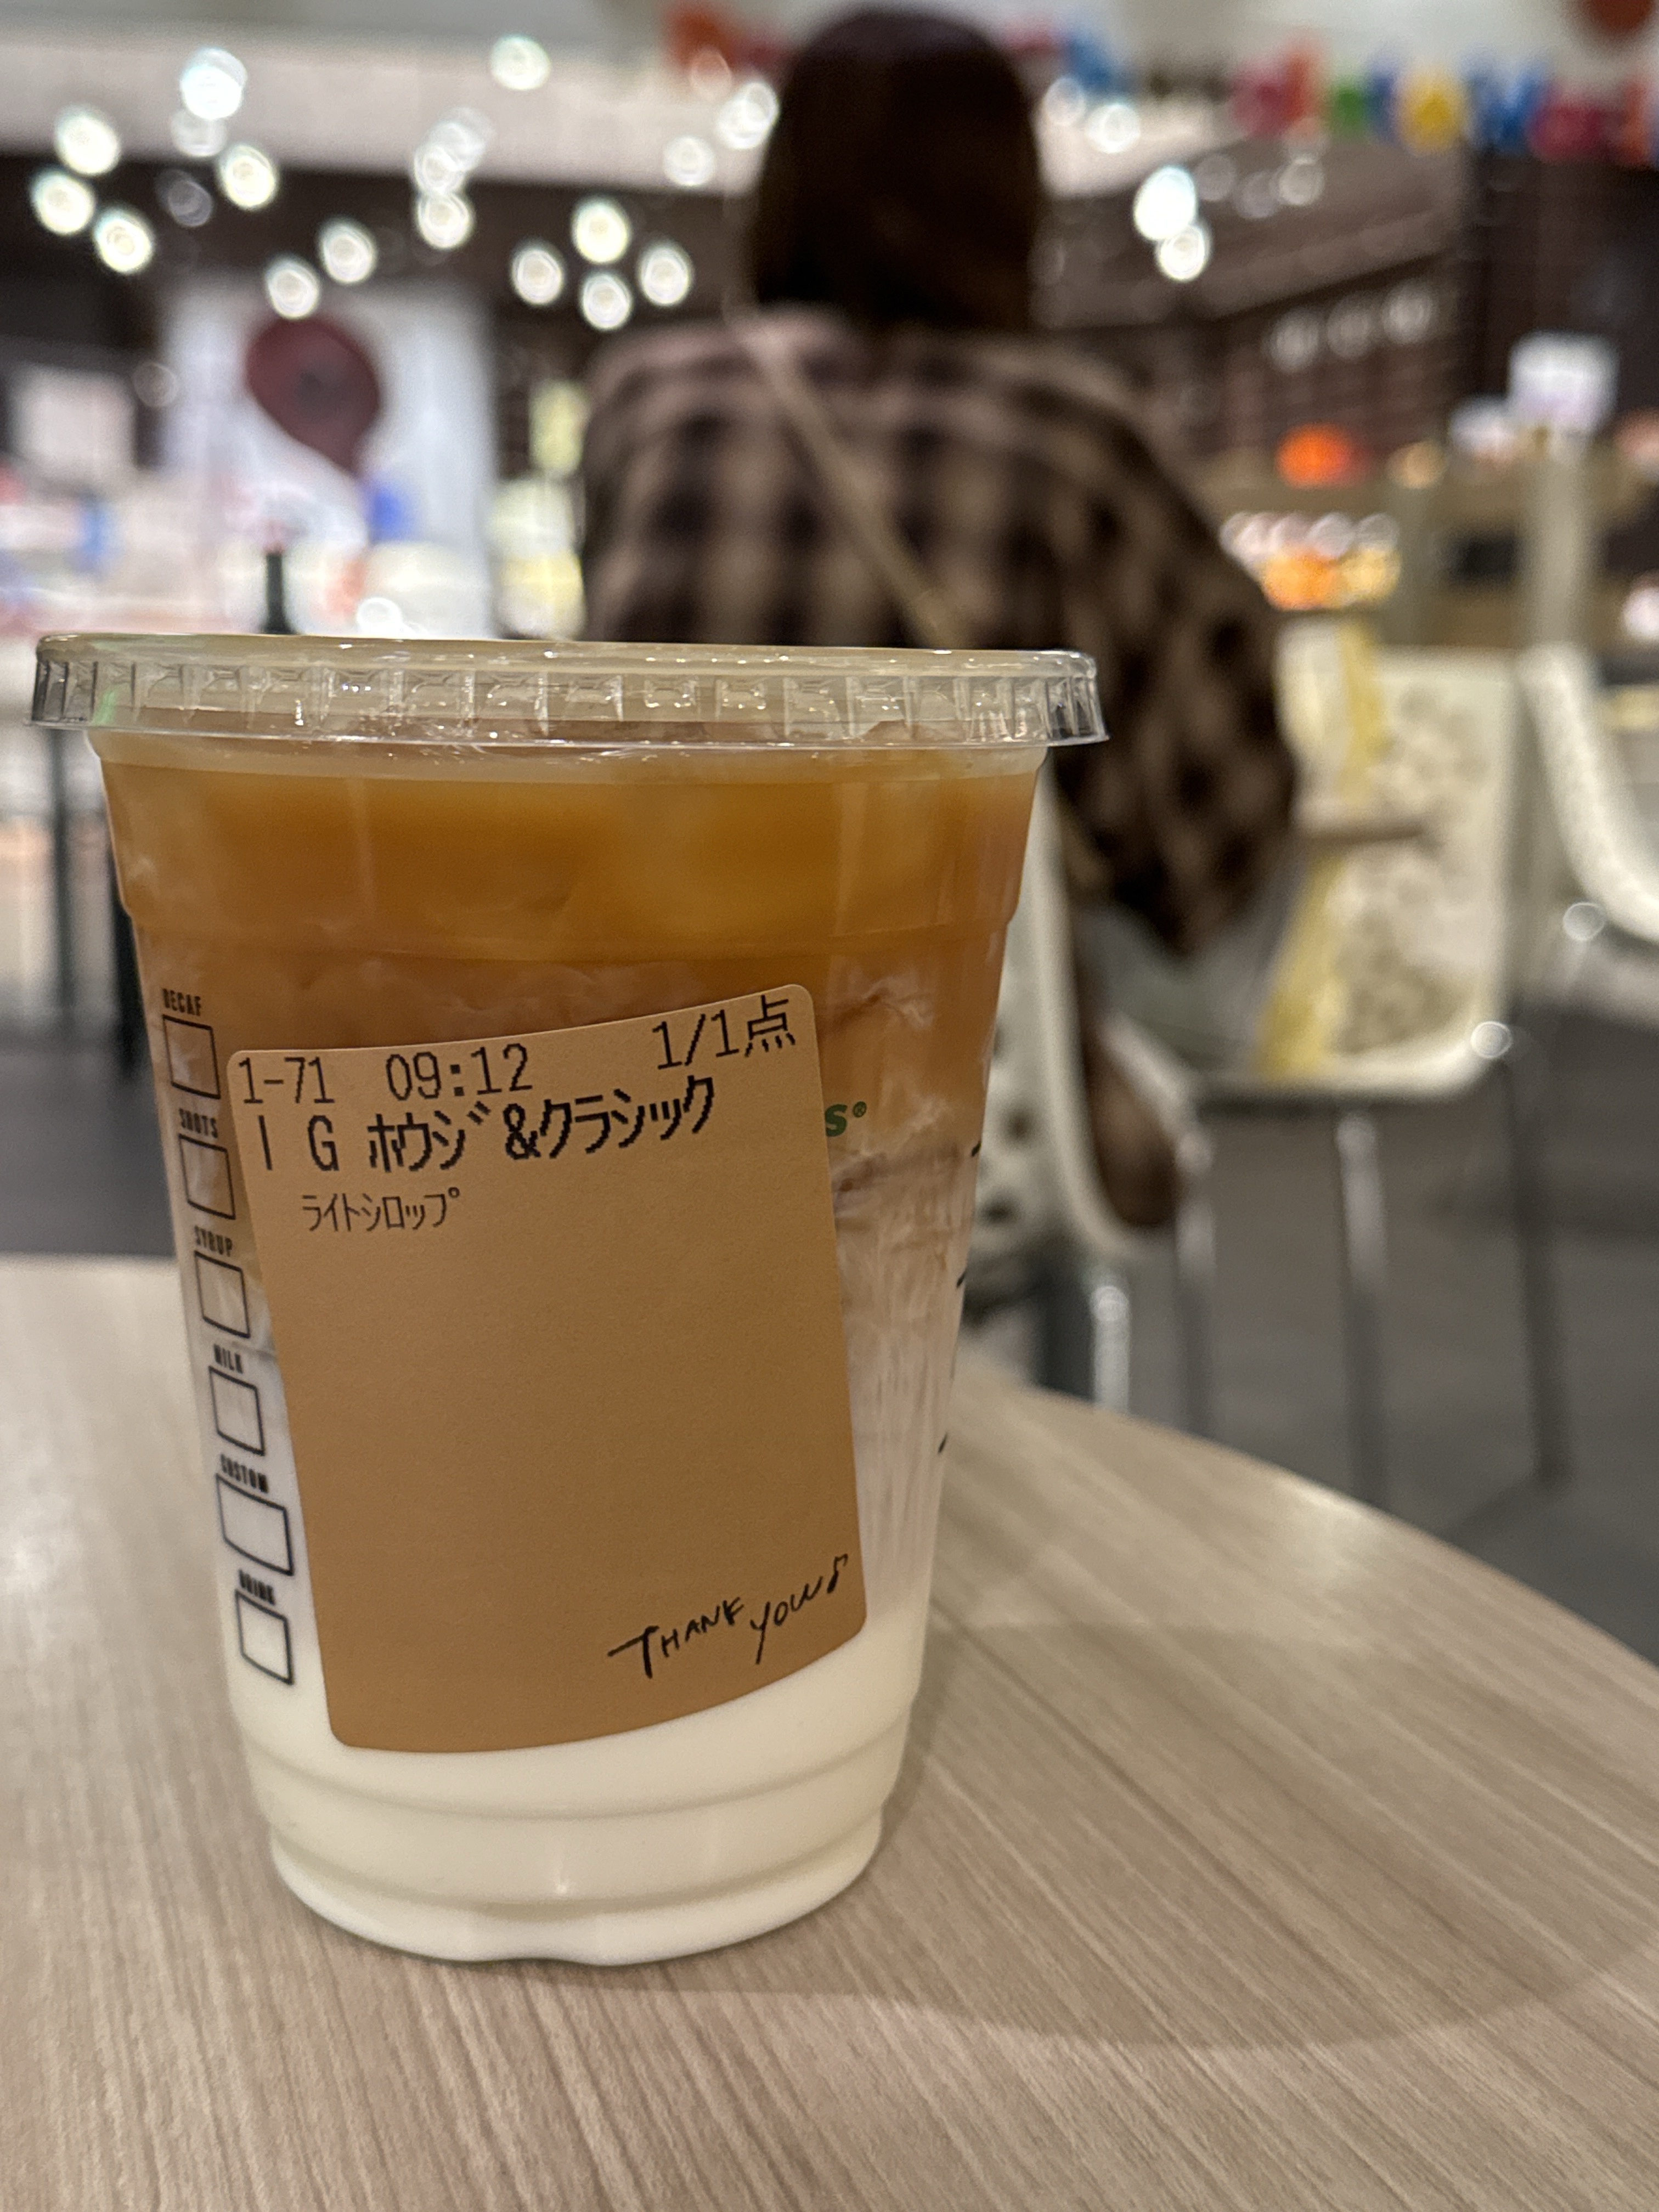 1-71 09:12 1/1点
I G ﾎｳｼﾞ&ｸﾗｼｯｸ
ﾗｲﾄｼﾛｯﾌﾟ
THANK YOU
DECAF
SHOTS
SYRUP
MILK
CUSTOM
DRINK
s®